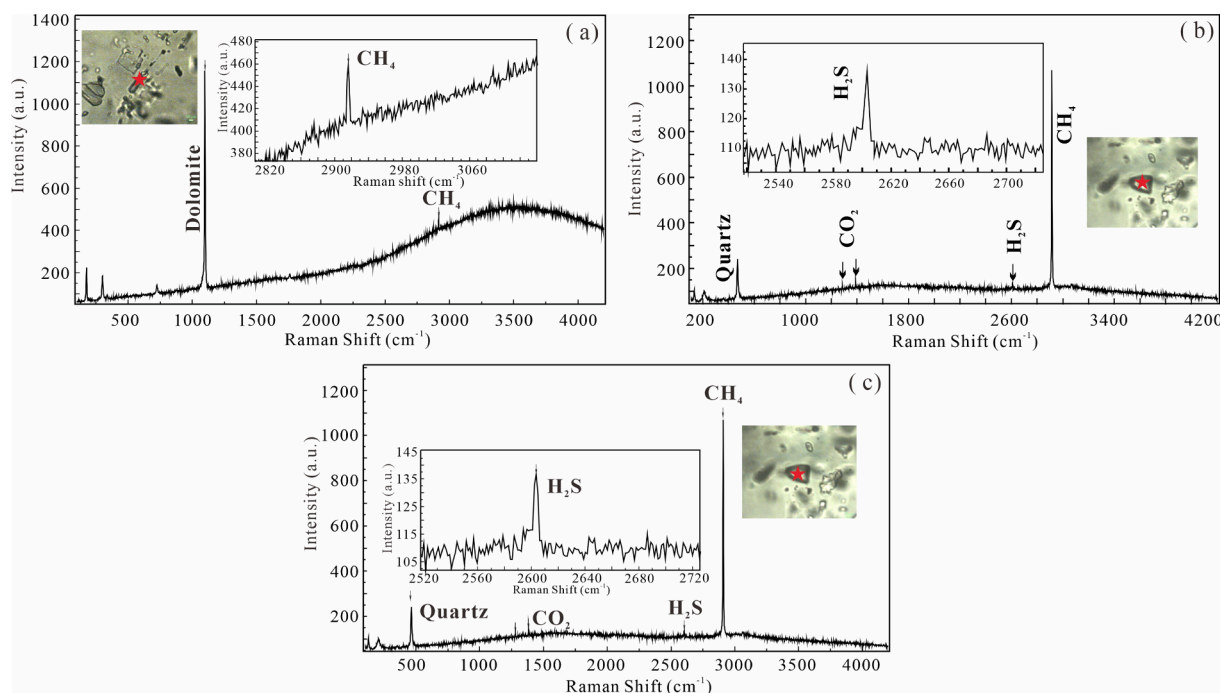 ( a )
1400
1200
1000
800
600
400
200
Intensity (a.u.)
500
1000
1500
2000
2500
3000
3500
4000
Raman Shift (cm⁻¹)
Dolomite
CH₄
480
460
440
420
400
380
Intensity (a.u.)
CH₄
2820
2900
2980
3060
Raman shift (cm⁻¹)
( b )
1200
1000
800
600
400
200
Intensity (a.u.)
200
1000
1800
2600
3400
4200
Raman Shift (cm⁻¹)
Quartz
CO₂
H₂S
CH₄
140
130
120
110
Intensity (a.u.)
H₂S
2540
2580
2620
2660
2700
Raman Shift (cm⁻¹)
( c )
1200
1000
800
600
400
200
Intensity (a.u.)
500
1000
1500
2000
2500
3000
3500
4000
Raman Shift (cm⁻¹)
Quartz
CO₂
H₂S
CH₄
145
135
125
115
105
Intensity (a.u.)
H₂S
2520
2560
2600
2640
2680
2720
Raman Shift (cm⁻¹)